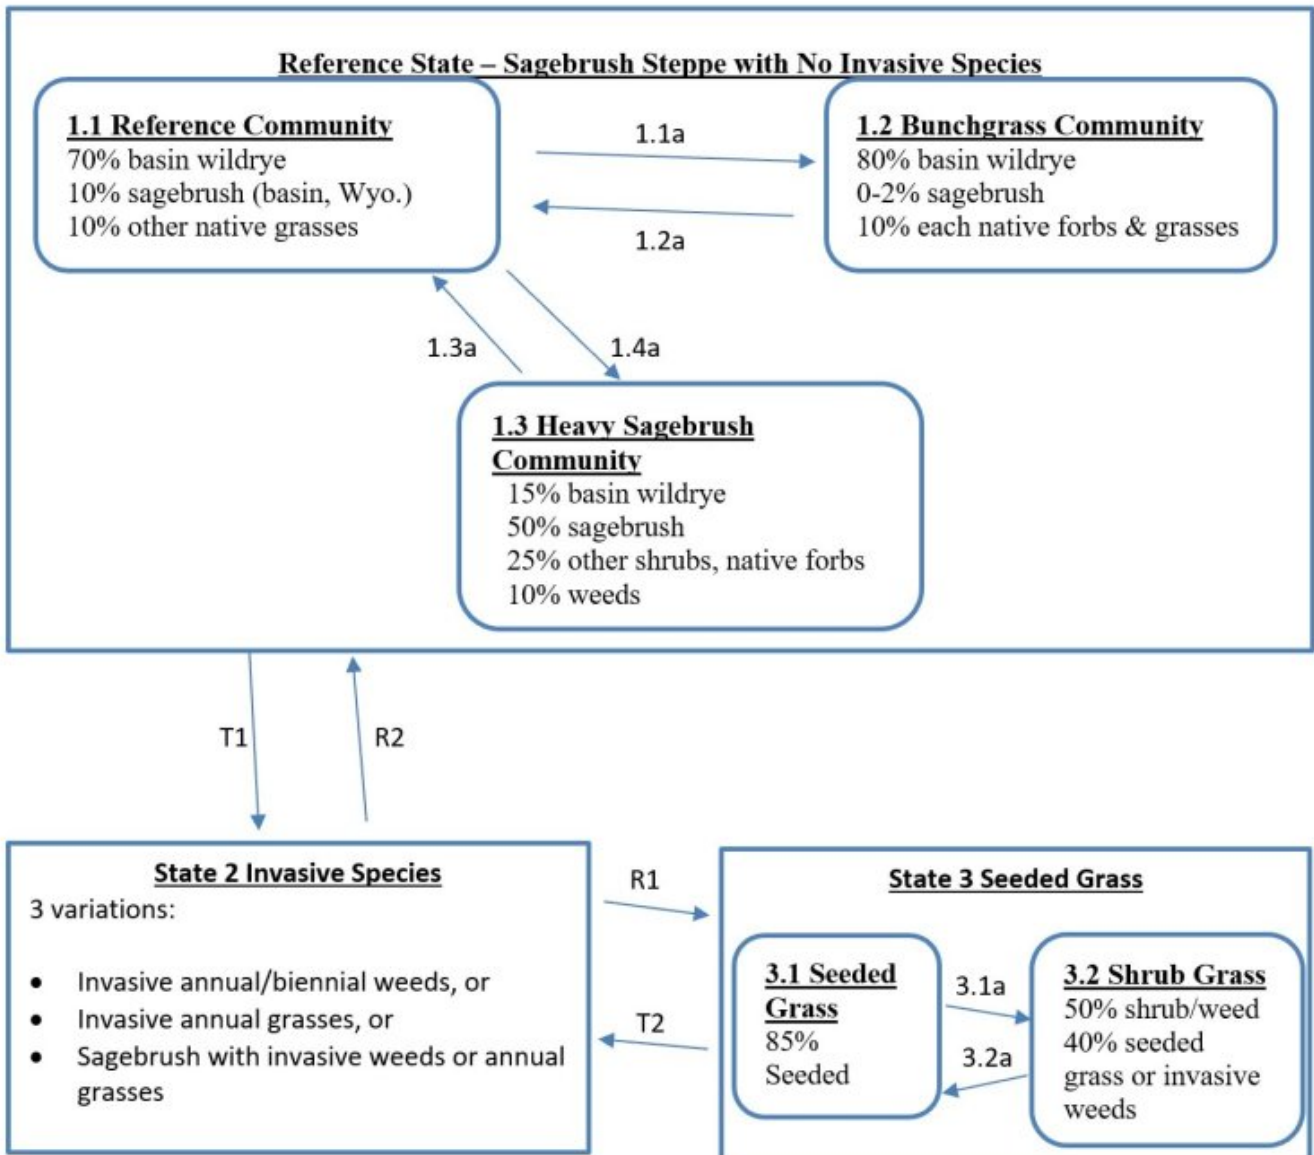 Reference State – Sagebrush Steppe with No Invasive Species
1.1 Reference Community
70% basin wildrye
10% sagebrush (basin, Wyo.)
10% other native grasses
1.1a
1.2a
1.2 Bunchgrass Community
80% basin wildrye
0-2% sagebrush
10% each native forbs & grasses
1.3a
1.4a
1.3 Heavy Sagebrush
Community
15% basin wildrye
50% sagebrush
25% other shrubs, native forbs
10% weeds
T1
R2
State 2 Invasive Species
3 variations:
• Invasive annual/biennial weeds, or
• Invasive annual grasses, or
• Sagebrush with invasive weeds or annual
grasses
R1
T2
State 3 Seeded Grass
3.1 Seeded
Grass
85%
Seeded
3.1a
3.2a
3.2 Shrub Grass
50% shrub/weed
40% seeded
grass or invasive
weeds